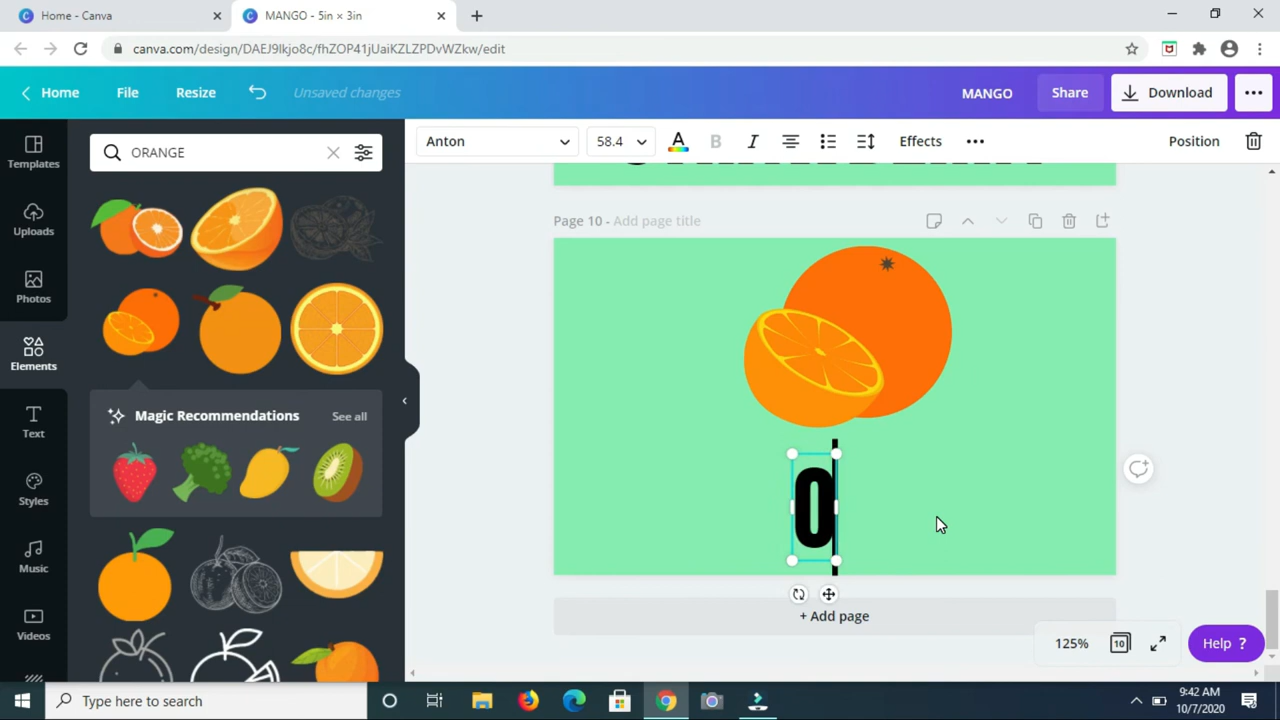 Home - Canva
MANGO - 5in × 3in
canva.com/design/DAEJ9Ikjo8c/fhZOP41jUaiKZLZPDvWZkw/edit
Home
File
Resize
Unsaved changes
MANGO
Share
Download
Templates
Uploads
Photos
Elements
Text
Styles
Music
Videos
ORANGE
Magic Recommendations
See all
Anton
58.4
A
B
I
Effects
Position
Page 10 - Add page title
O
+ Add page
125%
10
Help ?
Type here to search
9:42 AM
10/7/2020